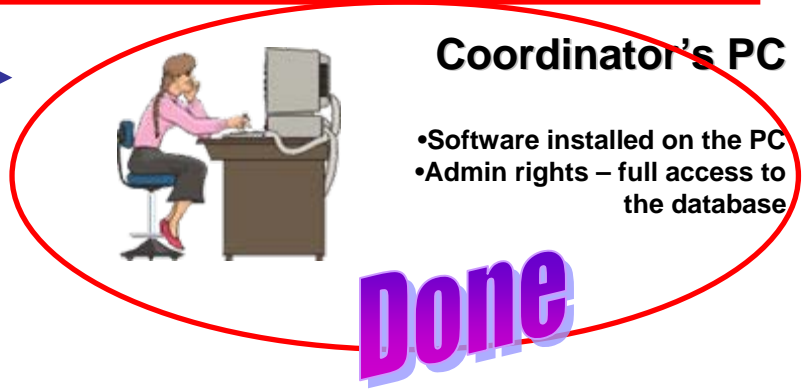 Coordinator's PC
•Software installed on the PC
•Admin rights – full access to
the database
Done